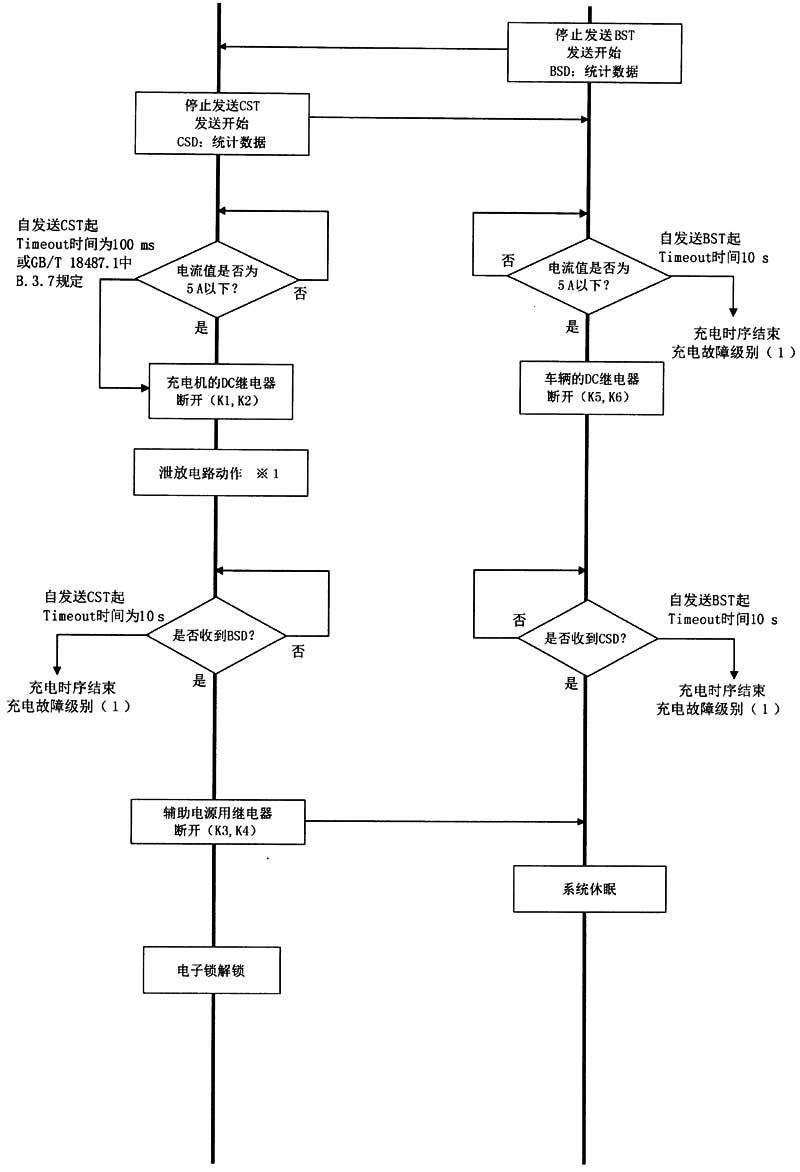 停止发送BST
发送开始
BSD：统计数据
停止发送CST
发送开始
CSD：统计数据
自发送CST起
Timeout时间为100 ms
或GB/T 18487.1中
B.3.7规定
电流值是否为
5 A以下？
否
是
自发送BST起
Timeout时间10 s
电流值是否为
5 A以下？
否
是
充电时序结束
充电故障级别（1）
充电机的DC继电器
断开（K1,K2）
车辆的DC继电器
断开（K5,K6）
泄放电路动作 ※1
自发送CST起
Timeout时间为10 s
是否收到BSD？
否
是
充电时序结束
充电故障级别（1）
自发送BST起
Timeout时间10 s
否
是否收到CSD？
是
充电时序结束
充电故障级别（1）
辅助电源用继电器
断开（K3,K4）
系统休眠
电子锁解锁